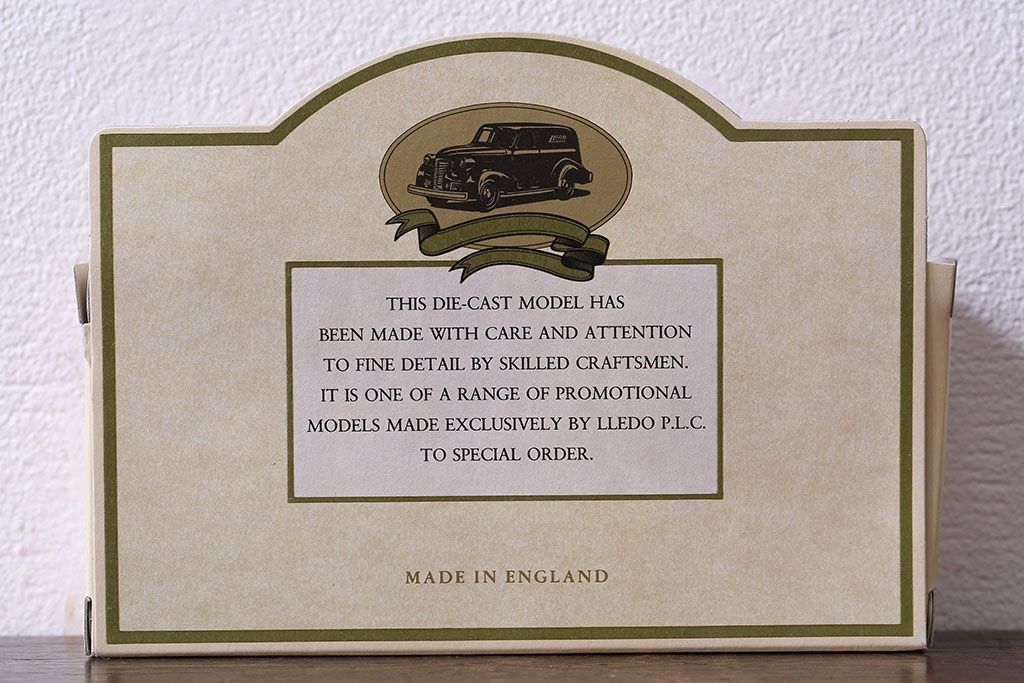 THIS DIE-CAST MODEL HAS
BEEN MADE WITH CARE AND ATTENTION
TO FINE DETAIL BY SKILLED CRAFTSMEN.
IT IS ONE OF A RANGE OF PROMOTIONAL
MODELS MADE EXCLUSIVELY BY LLEDO P.L.C.
TO SPECIAL ORDER.
MADE IN ENGLAND